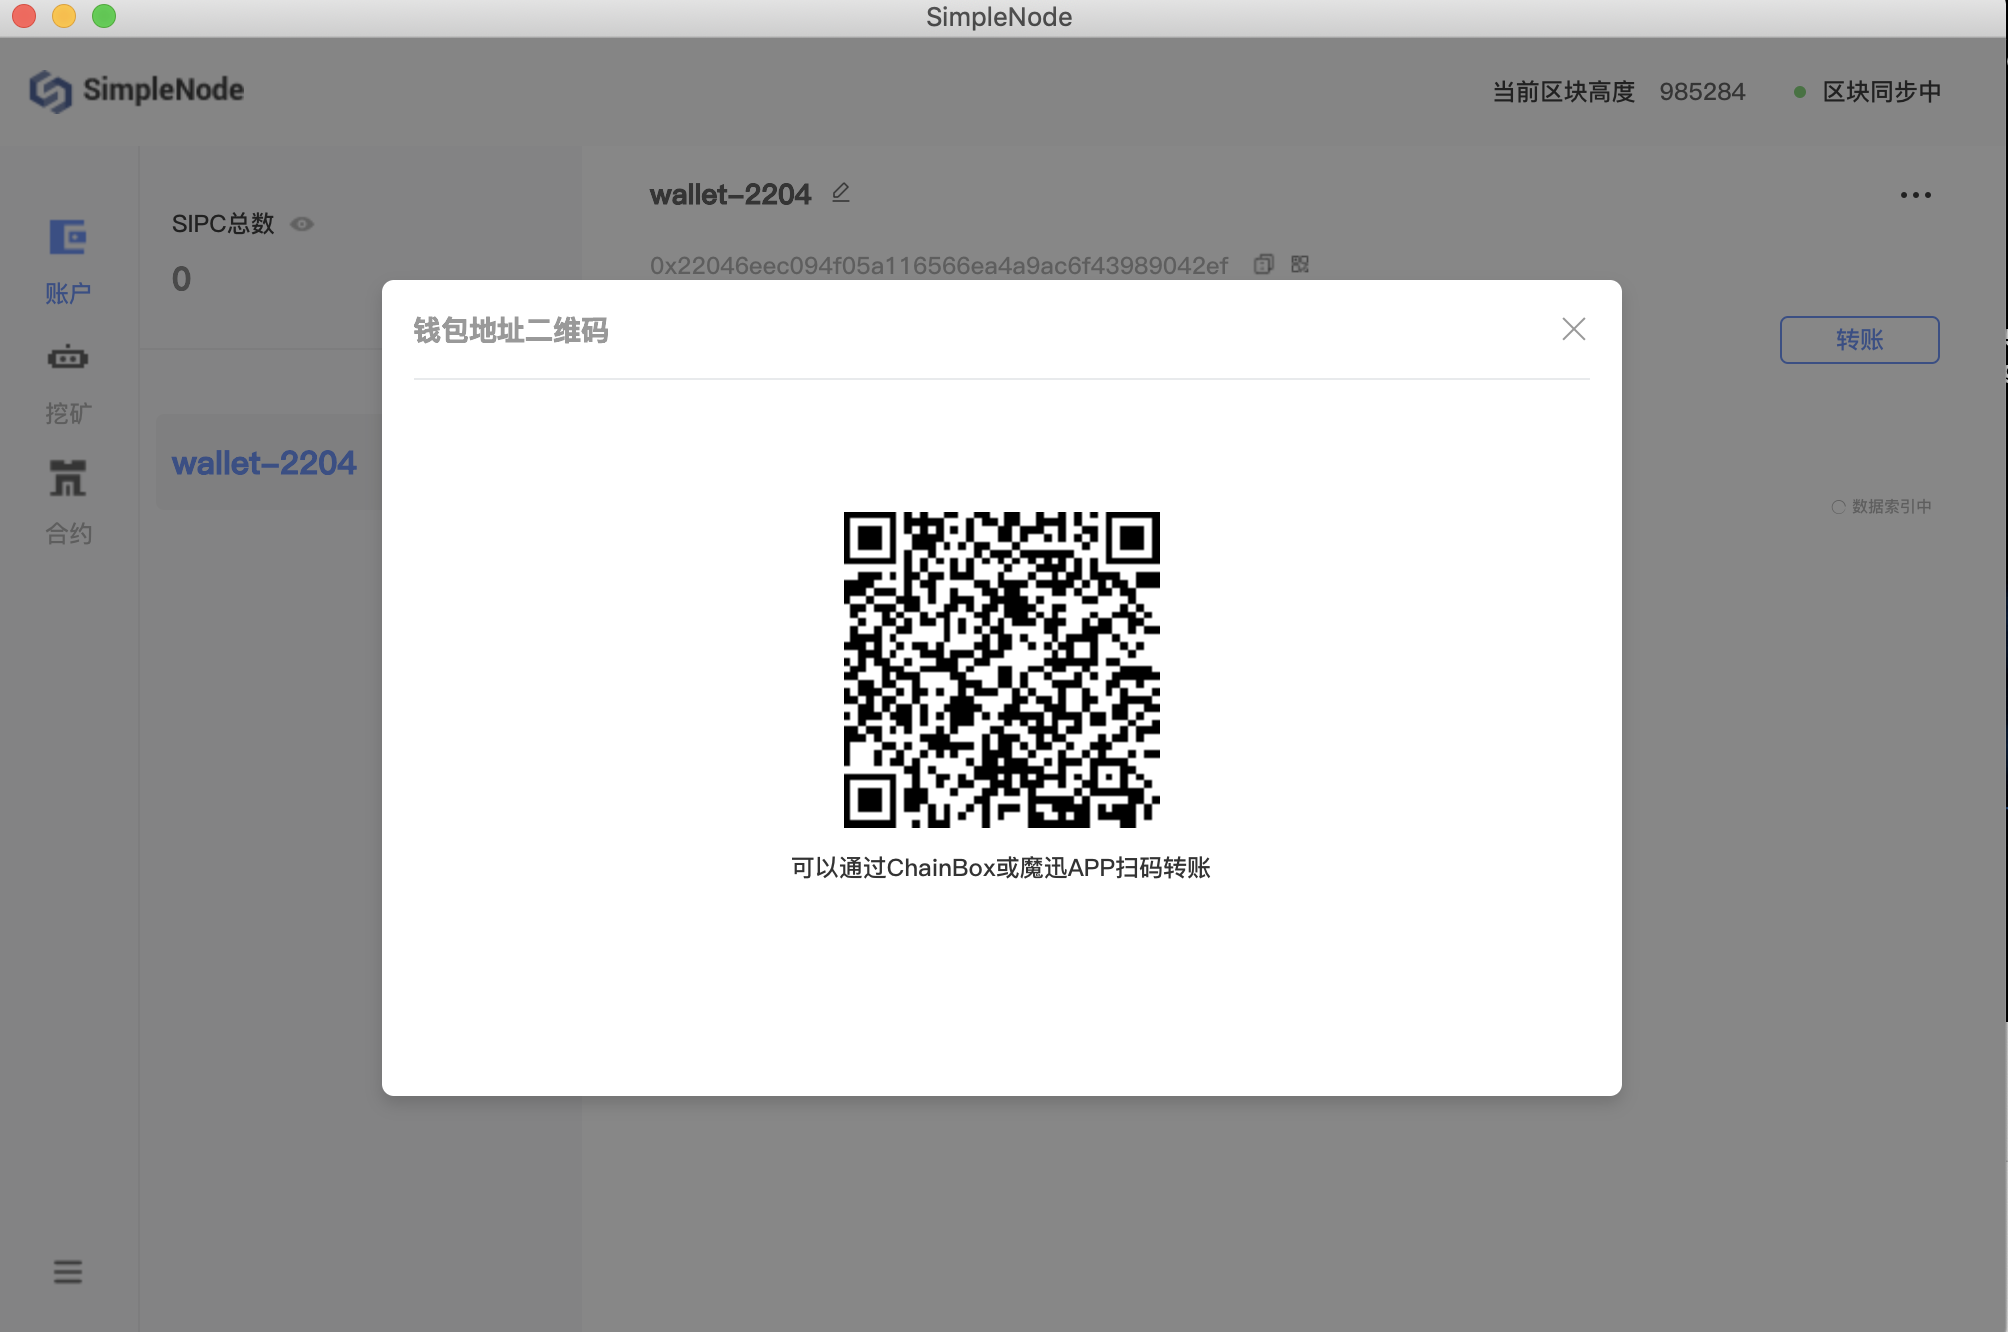 SimpleNode
SimpleNode
当前区块高度 985284 区块同步中
账户
挖矿
合约
SIPC总数
0
wallet-2204
wallet-2204
0x22046eec094f05a116566ea4a9ac6f43989042ef
转账
数据索引中
钱包地址二维码
可以通过ChainBox或魔迅APP扫码转账